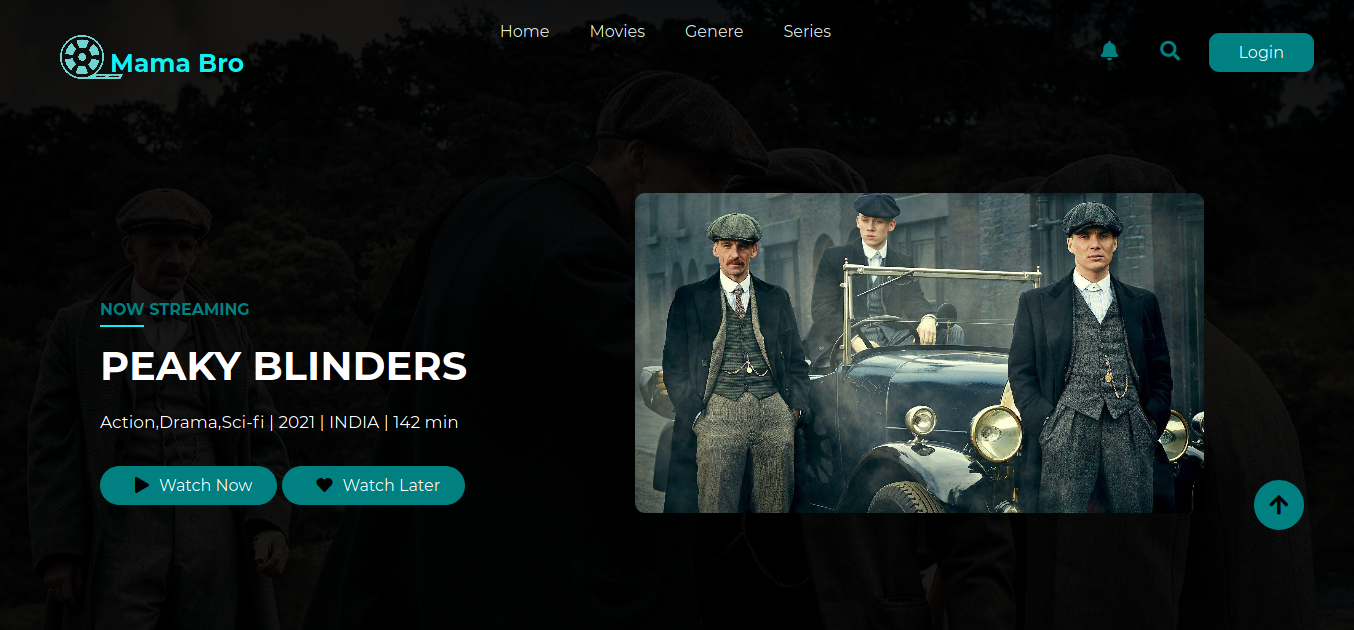 Home Movies Genere Series
Mama Bro
Login
NOW STREAMING
PEAKY BLINDERS
Action,Drama,Sci-fi | 2021 | INDIA | 142 min
Watch Now Watch Later